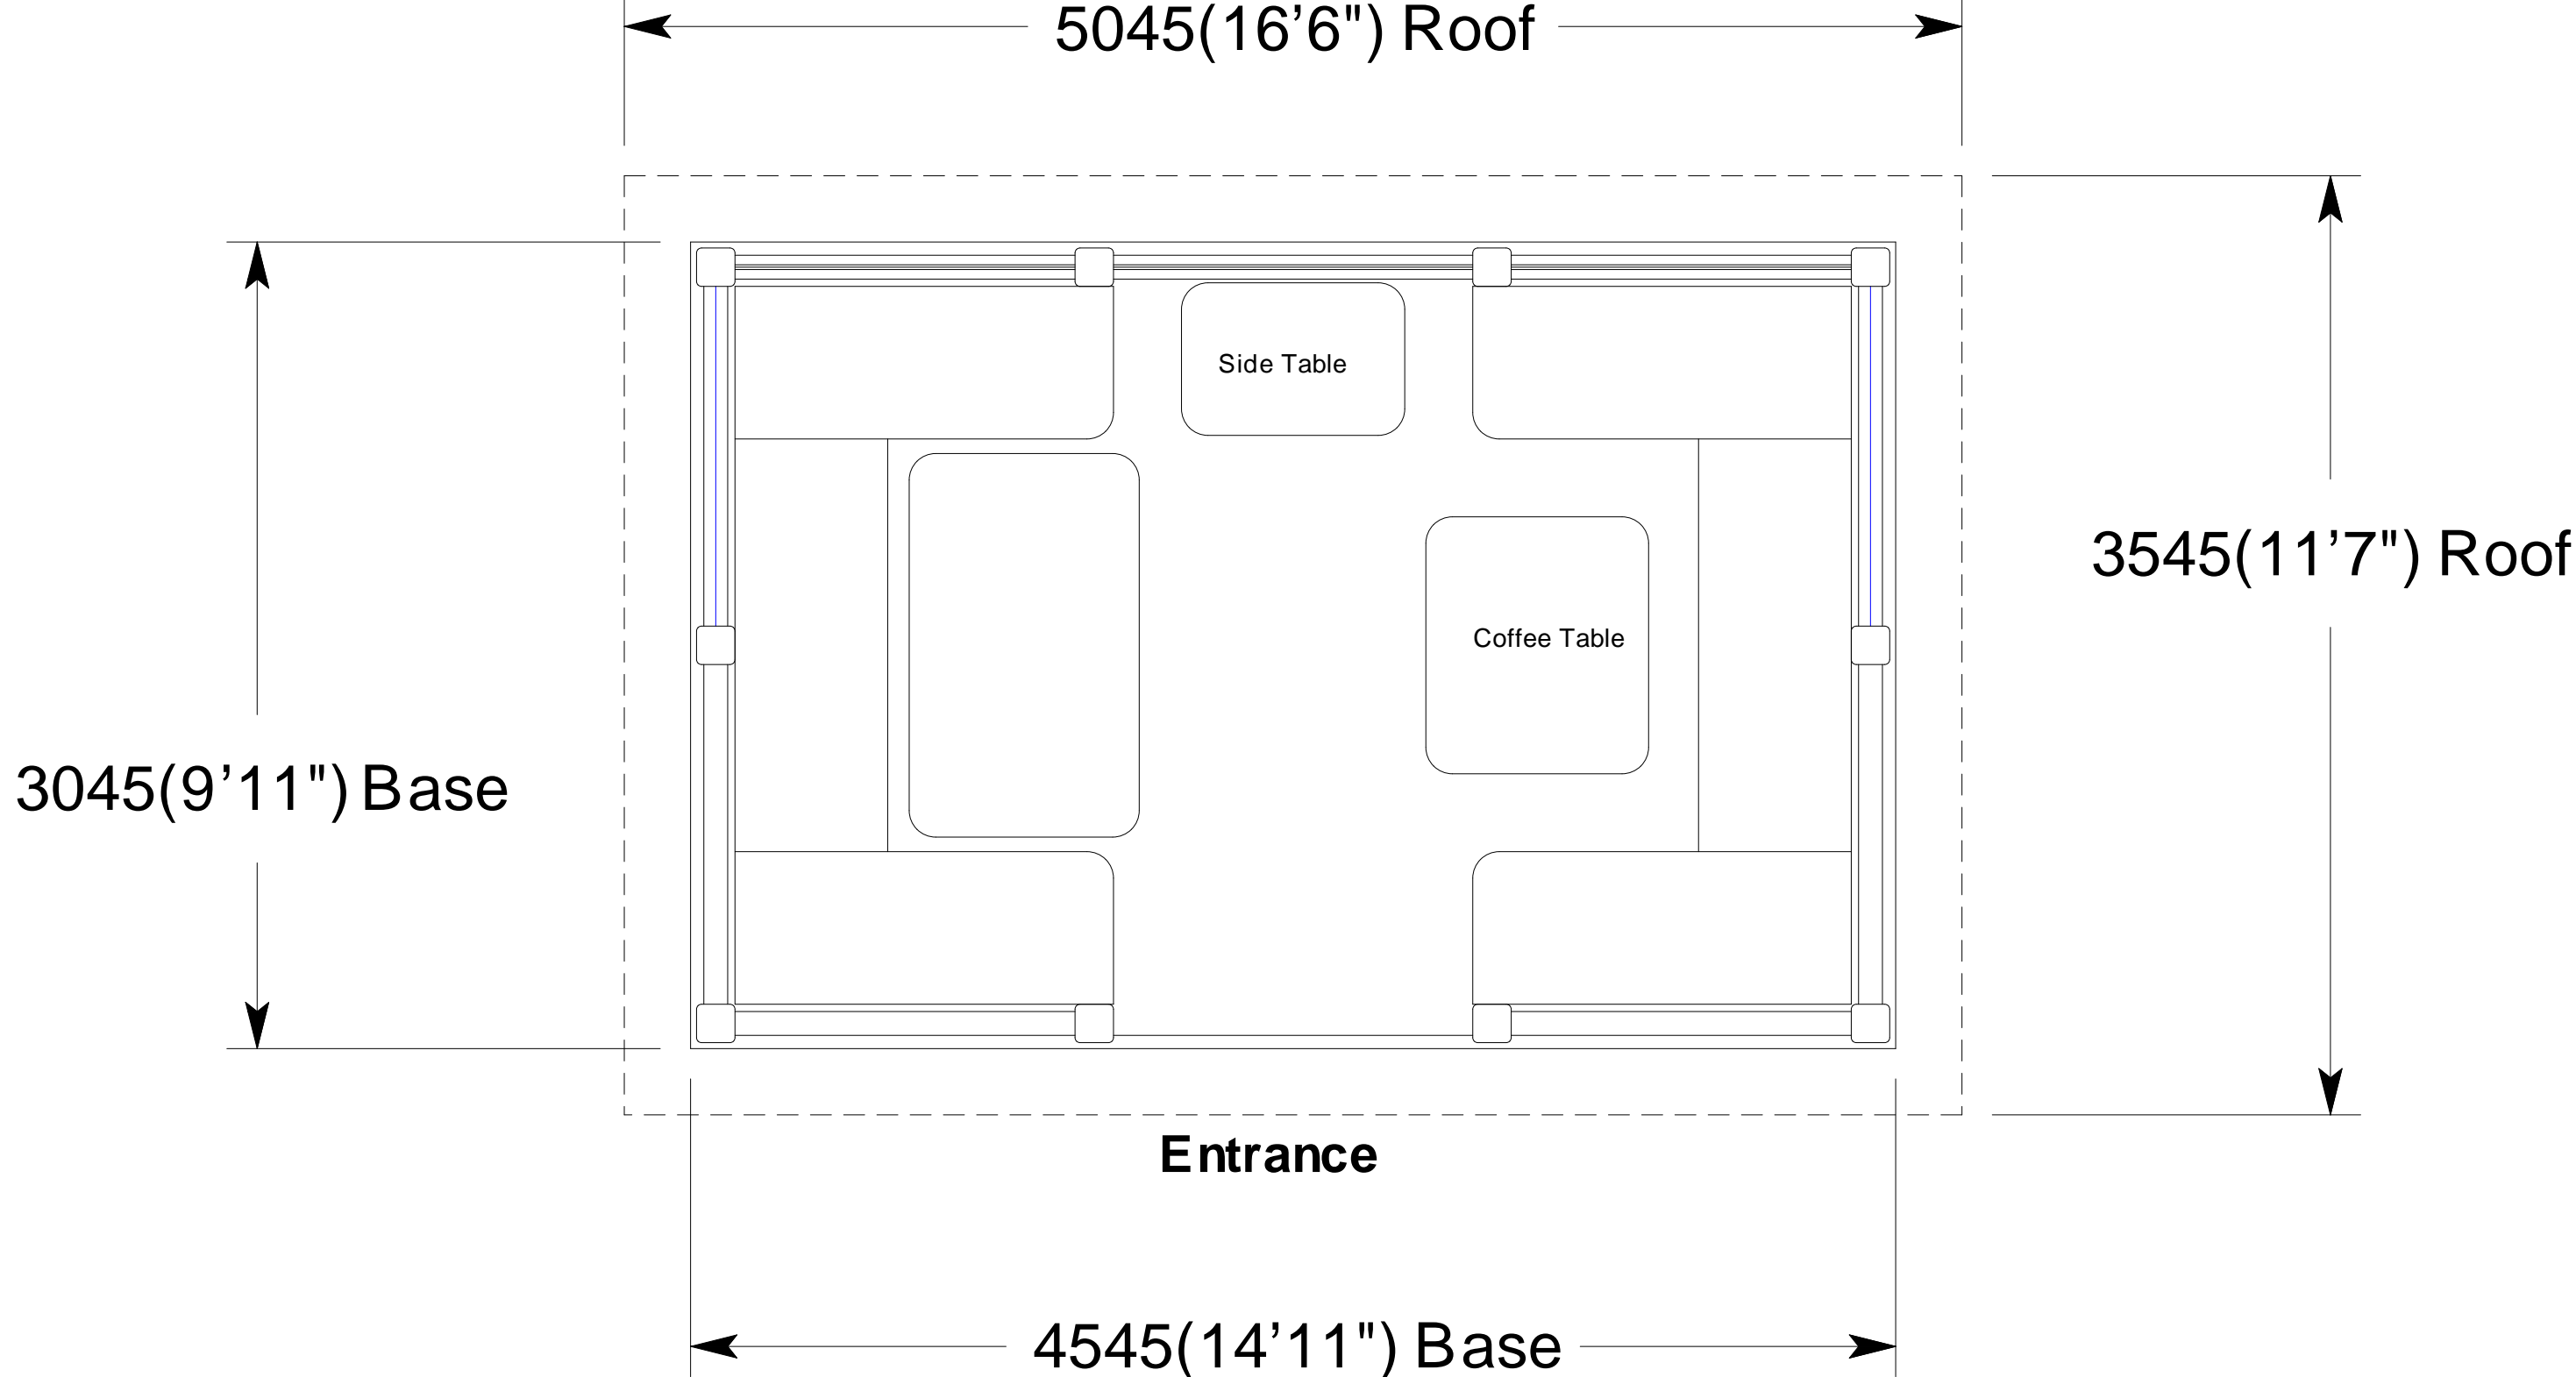 5045(16’6") Roof
Side Table
3545(11’7") Roof
Coffee Table
3045(9’11") Base
Entrance
4545(14’11") Base